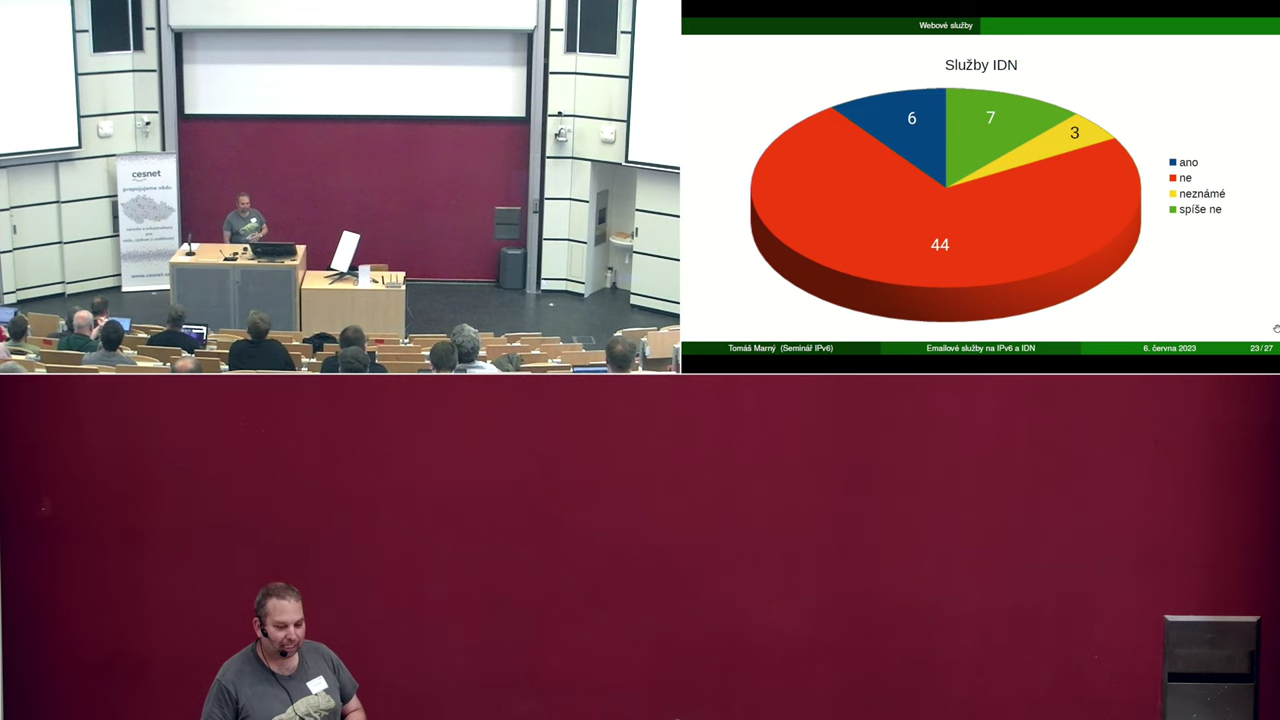 cesnet
propojujeme vědu
www.cesnet.cz
Webové služby
Služby IDN
6
7
3
44
ano
ne
neznámé
spíše ne
Tomáš Marný (Seminář IPv6)
Emailové služby na IPv6 a IDN
6. června 2023
23 / 27